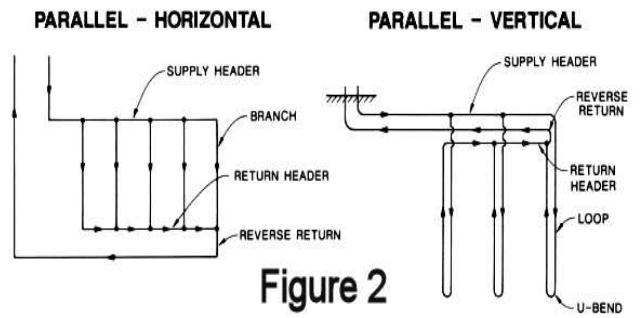 PARALLEL - HORIZONTAL
SUPPLY HEADER
BRANCH
RETURN HEADER
REVERSE RETURN
PARALLEL - VERTICAL
SUPPLY HEADER
REVERSE
RETURN
RETURN
HEADER
LOOP
U-BEND
Figure 2